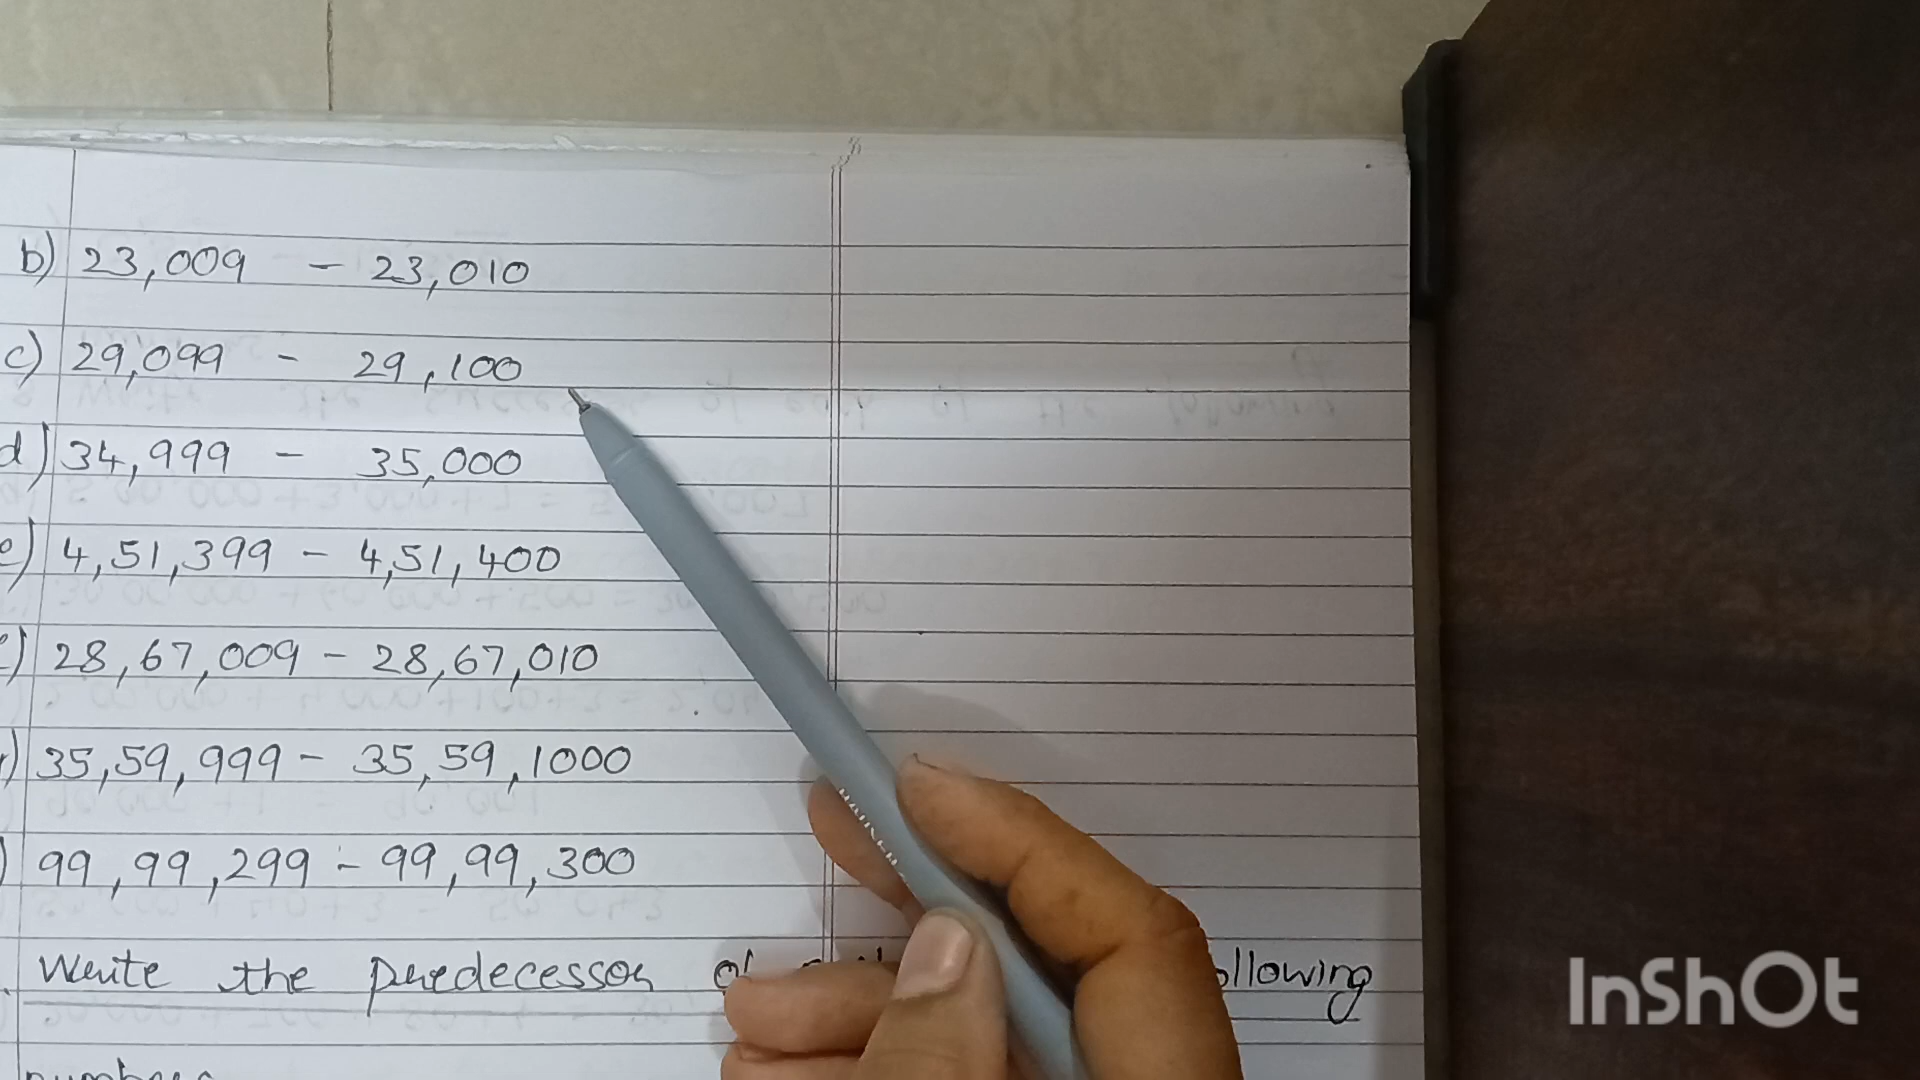 b) 23,009 - 23,010
c) 29,099 - 29,100
d) 34,999 - 35,000
e) 4,51,399 - 4,51,400
28,67,009 - 28,67,010
35,59,999 - 35,59,1000
99,99,299 - 99,99,300
Write the predecessor of
numbers
InShOt